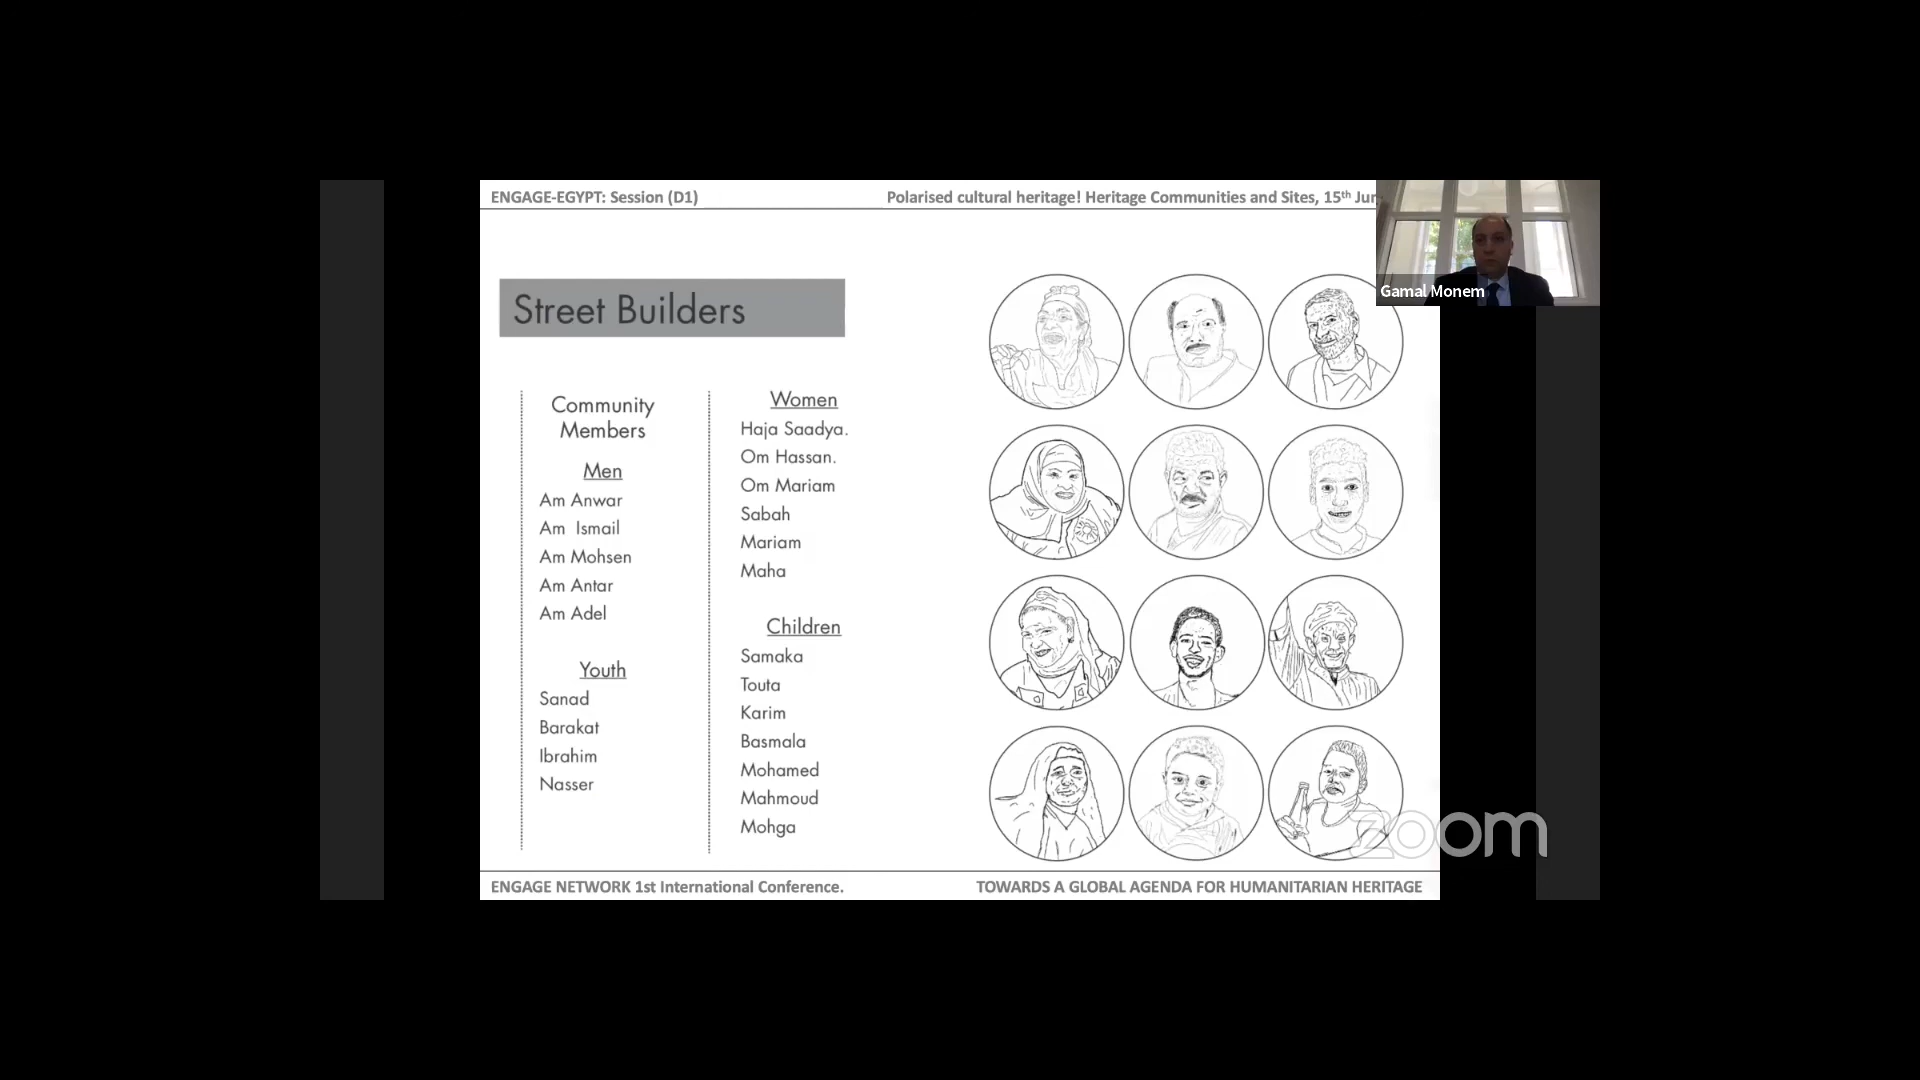 ENGAGE-EGYPT: Session (D1)
Polarised cultural heritage! Heritage Communities and Sites, 15th
Gamal Monem
Street Builders
Community
Members
Men
Am Anwar
Am Ismail
Am Mohsen
Am Antar
Am Adel
Youth
Sanad
Barakat
Ibrahim
Nasser
Women
Haja Saadya.
Om Hassan.
Om Mariam
Sabah
Mariam
Maha
Children
Samaka
Touta
Karim
Basmala
Mohamed
Mahmoud
Mohga
zoom
ENGAGE NETWORK 1st International Conference.
TOWARDS A GLOBAL AGENDA FOR HUMANITARIAN HERITAGE